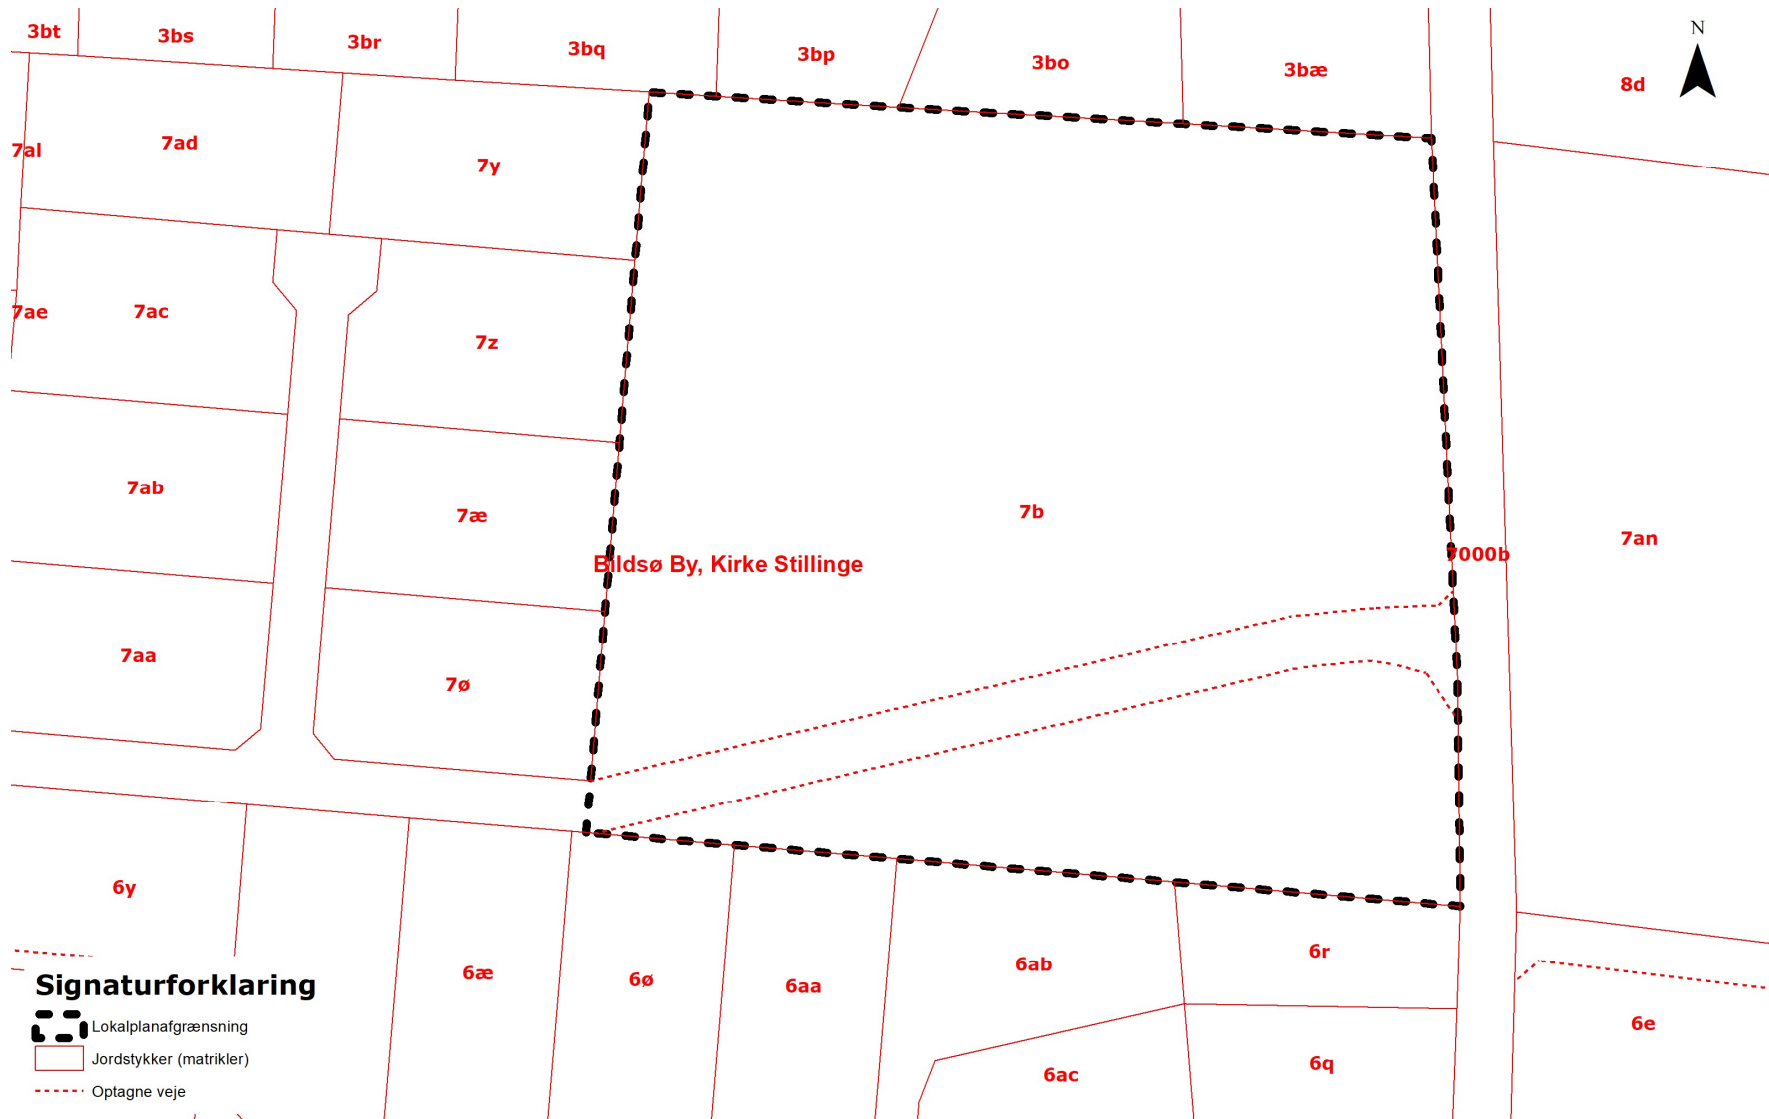 3bt
3bs
3br
3bq
3bp
3bo
3bæ
8d
N
7al
7ad
7y
7ae
7ac
7z
7ab
7æ
7b
7000b
7an
Bildsø By, Kirke Stillinge
7aa
7ø
6y
6æ
6ø
6aa
6ab
6r
6ac
6q
6e
Signaturforklaring
Lokalplanafgrænsning
Jordstykker (matrikler)
Optagne veje